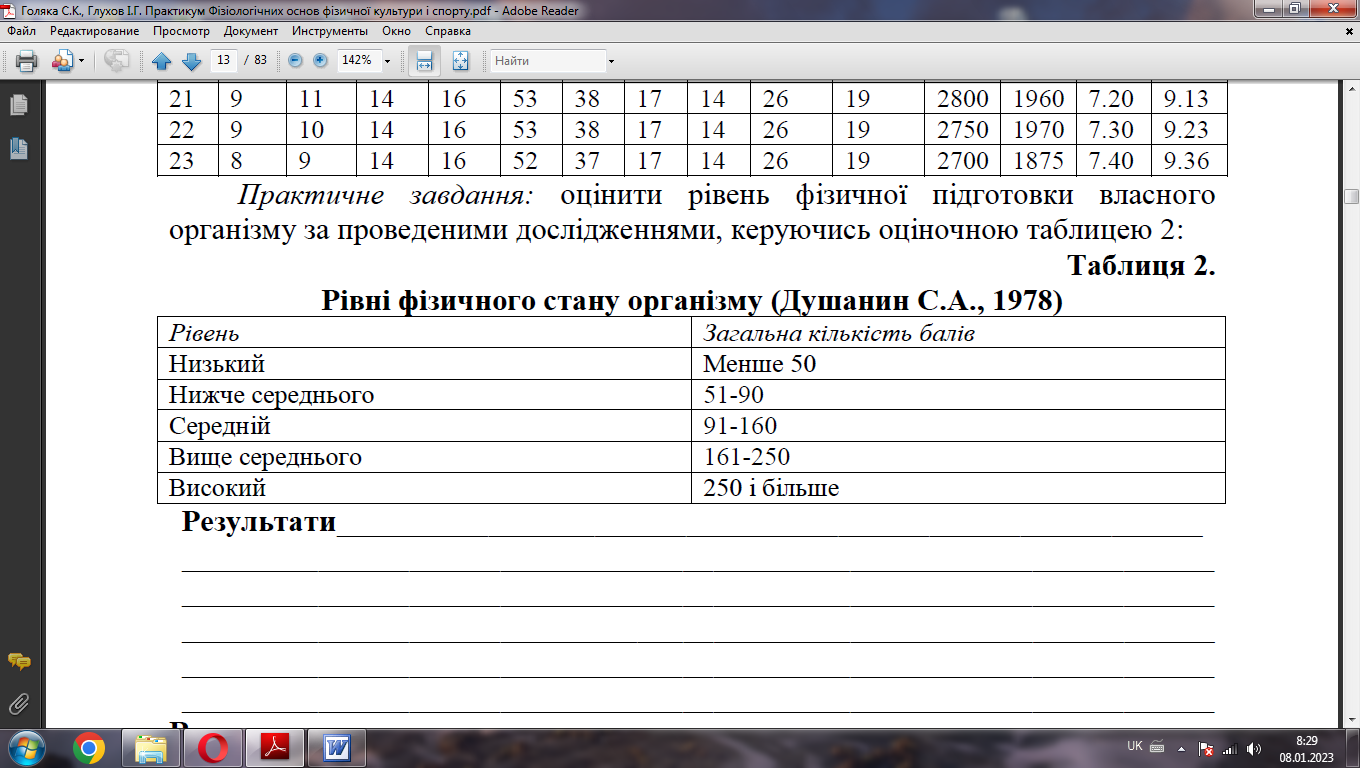 Голяка С.К., Глухов І.Г. Практикум Фізіологічних основ фізичної культури і спорту.pdf - Adobe Reader
Файл Редактирование Просмотр Документ Инструменты Окно Справка
13 / 83 142% Найти
21 9 11 14 16 53 38 17 14 26 19 2800 1960 7.20 9.13
22 9 10 14 16 53 38 17 14 26 19 2750 1970 7.30 9.23
23 8 9 14 16 52 37 17 14 26 19 2700 1875 7.40 9.36
Практичне завдання: оцінити рівень фізичної підготовки власного
організму за проведеними дослідженнями, керуючись оціночною таблицею 2:
Таблиця 2.
Рівні фізичного стану організму (Душанин С.А., 1978)
Рівень Загальна кількість балів
Низький Менше 50
Нижче середнього 51-90
Середній 91-160
Вище середнього 161-250
Високий 250 і більше
Результати
UK 8:29
08.01.2023